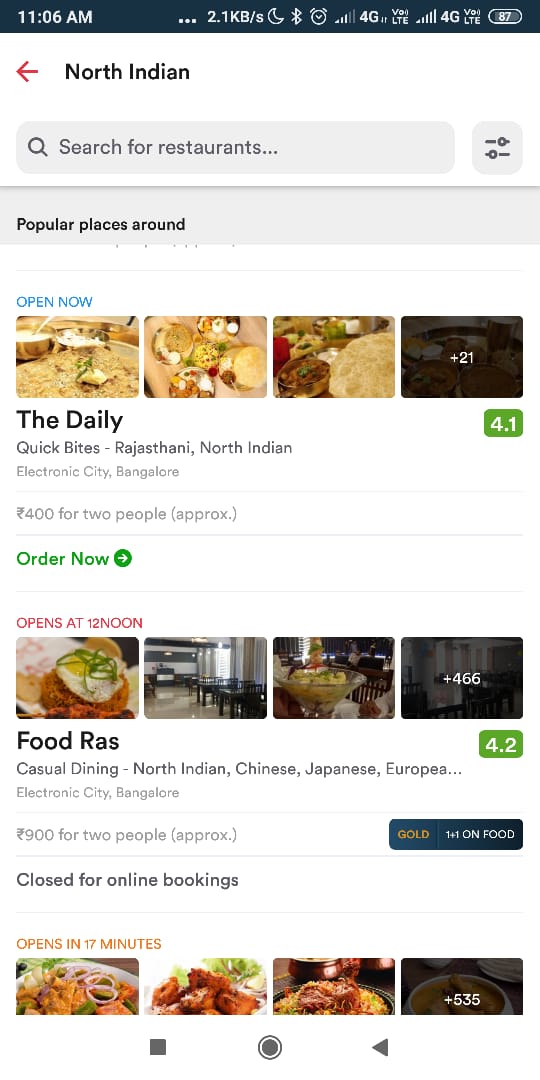 11:06 AM ... 2.1KB/s 4G Vo) LTE 4G Vo) LTE 87
North Indian
Search for restaurants...
Popular places around
OPEN NOW
+21
The Daily 4.1
Quick Bites - Rajasthani, North Indian
Electronic City, Bangalore
₹400 for two people (approx.)
Order Now
OPENS AT 12NOON
+466
Food Ras 4.2
Casual Dining - North Indian, Chinese, Japanese, Europea...
Electronic City, Bangalore
₹900 for two people (approx.) GOLD 1+1 ON FOOD
Closed for online bookings
OPENS IN 17 MINUTES
+535